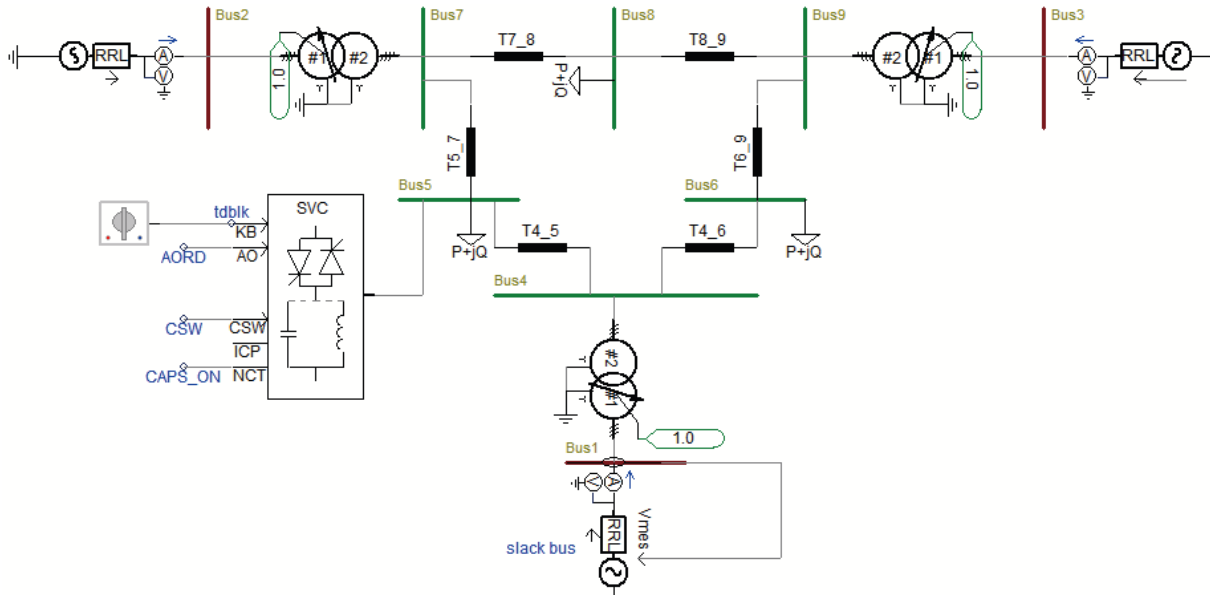 Bus2
Bus7
Bus8
Bus9
Bus3
RRL
A
V
#1
#2
1.0
T7_8
T8_9
P+jQ
#2
#1
1.0
A
V
RRL
T5_7
T6_9
Bus5
Bus6
SVC
tdblk
KB
AORD
AO
CSW
CSW
ICP
CAPS_ON
NCT
P+jQ
T4_5
T4_6
P+jQ
Bus4
#2
#1
1.0
Bus1
V
A
RRL
Vmes
slack bus